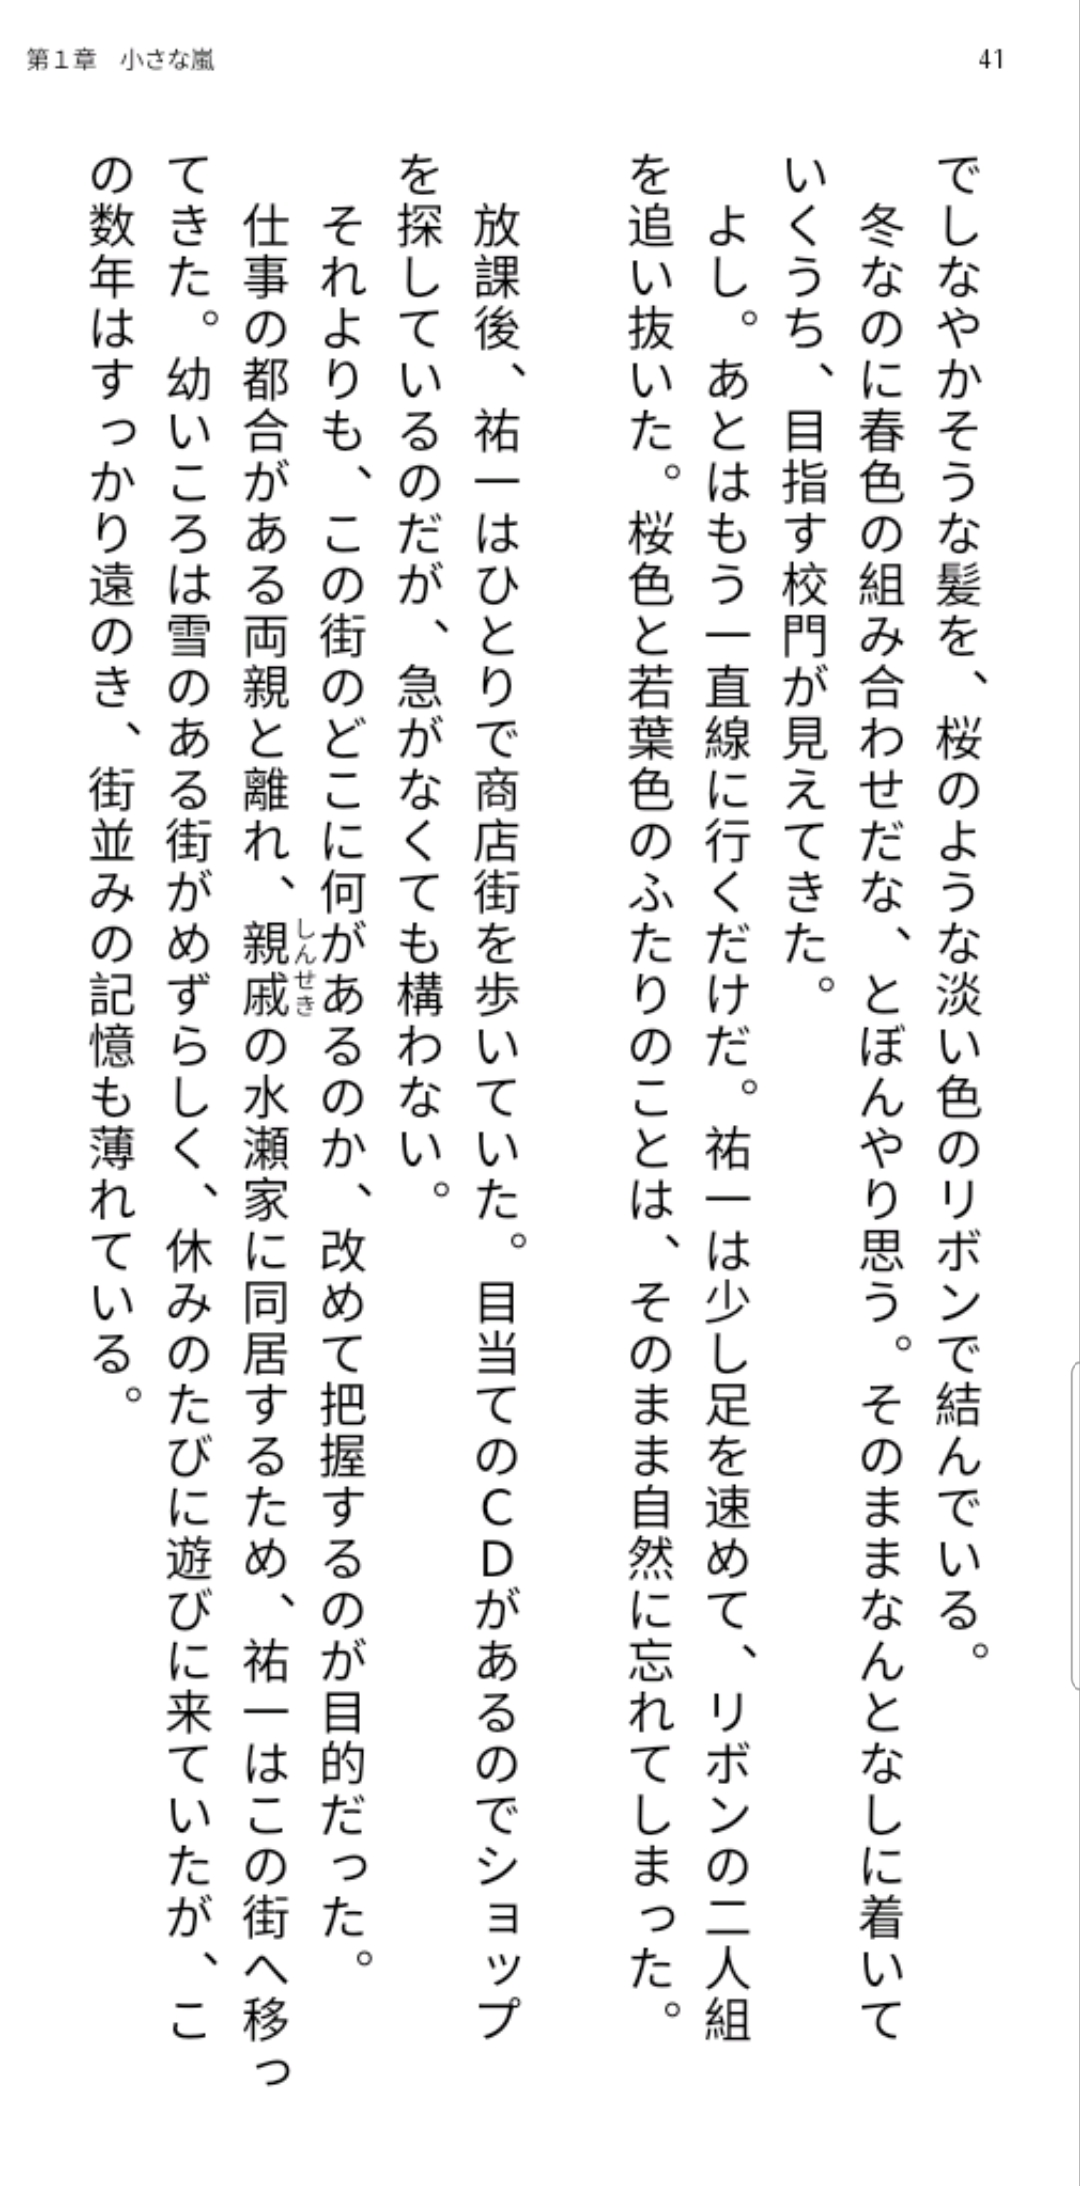 第１章　小さな嵐
41
でしなやかそうな髪を、桜のような淡い色のリボンで結んでいる。
　冬なのに春色の組み合わせだな、とぼんやり思う。そのままなんとなしに着いて
いくうち、目指す校門が見えてきた。
　よし。あとはもう一直線に行くだけだ。祐一は少し足を速めて、リボンの二人組
を追い抜いた。桜色と若葉色のふたりのことは、そのまま自然に忘れてしまった。
　放課後、祐一はひとりで商店街を歩いていた。目当てのＣＤがあるのでショップ
を探しているのだが、急がなくても構わない。
　それよりも、この街のどこに何があるのか、改めて把握するのが目的だった。
　仕事の都合がある両親と離れ、親戚の水瀬家に同居するため、祐一はこの街へ移っ
しんせき
てきた。幼いころは雪のある街がめずらしく、休みのたびに遊びに来ていたが、こ
の数年はすっかり遠のき、街並みの記憶も薄れている。